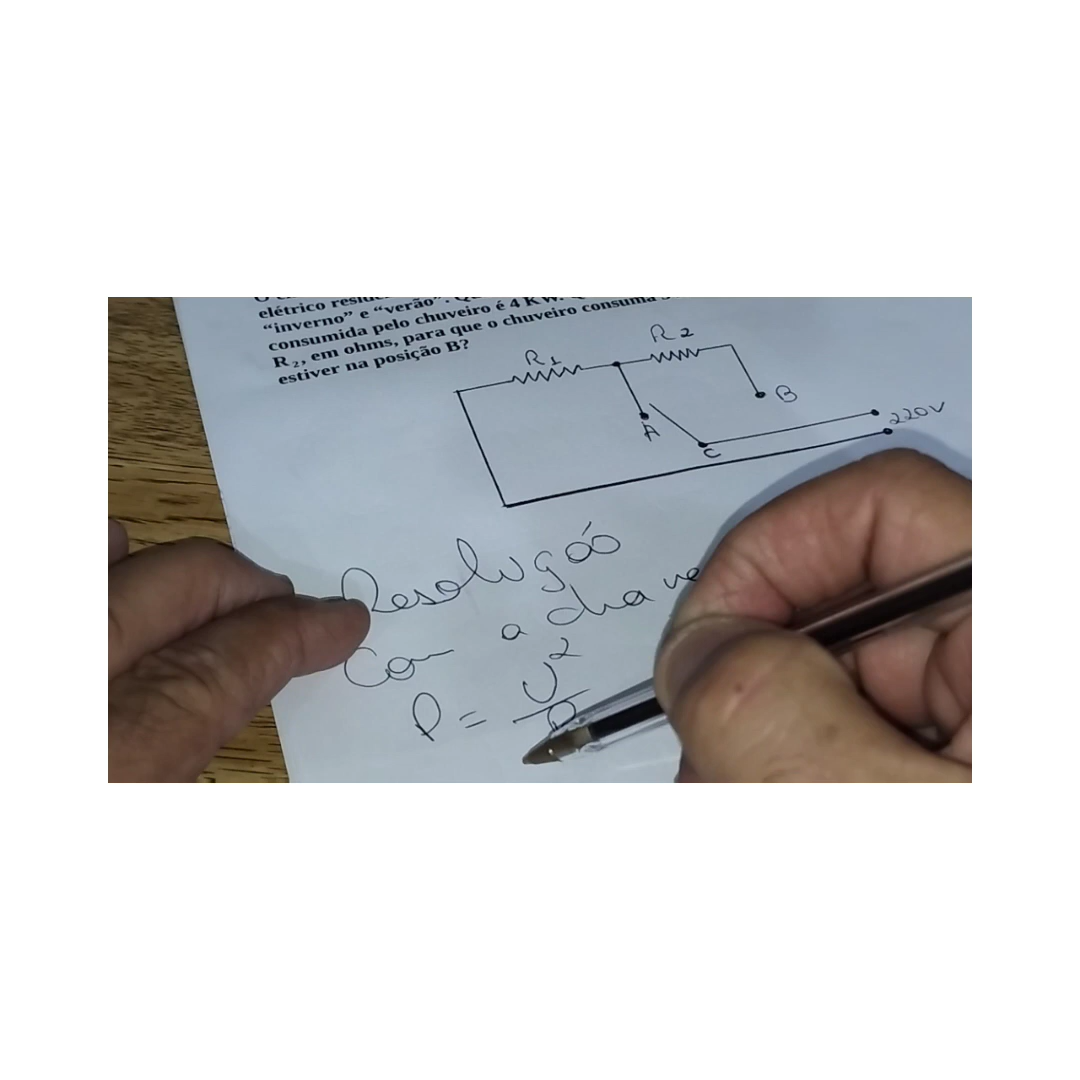 elétrico
"inverno" e "verão".
consumida pelo chuveiro é 4 KW.
R₂, em ohms, para que o chuveiro consuma
estiver na posição B?
R1
R2
A
B
C
220V
Resolução
Com a chave
P = U²